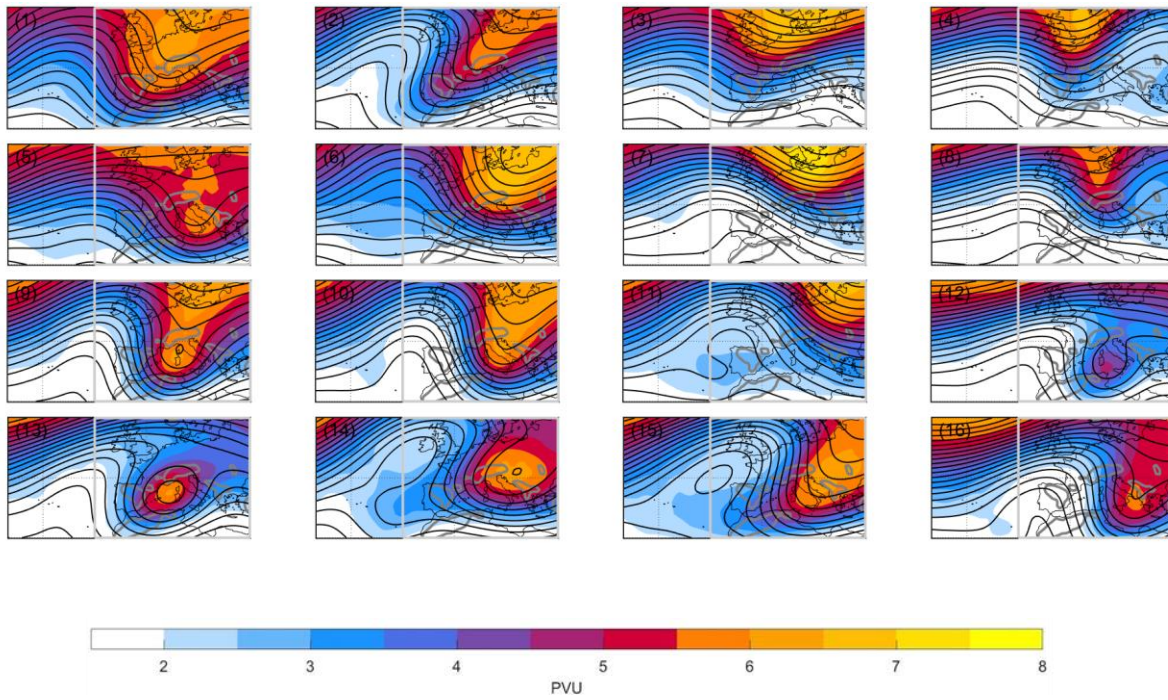 (1) (2) (3) (4)
(5) (6) (7) (8)
(9) (10) (11) (12)
(13) (14) (15) (16)
2 3 4 5 6 7 8
PVU